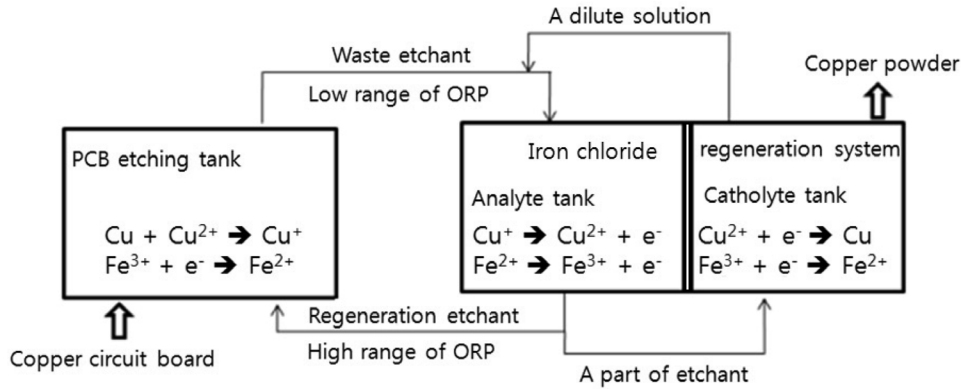 A dilute solution
Waste etchant
Low range of ORP
Copper powder
PCB etching tank
Cu + Cu²⁺ ➔ Cu⁺
Fe³⁺ + e⁻ ➔ Fe²⁺
Iron chloride
Analyte tank
Cu⁺ ➔ Cu²⁺ + e⁻
Fe²⁺ ➔ Fe³⁺ + e⁻
regeneration system
Catholyte tank
Cu²⁺ + e⁻ ➔ Cu
Fe³⁺ + e⁻ ➔ Fe²⁺
Copper circuit board
Regeneration etchant
High range of ORP
A part of etchant